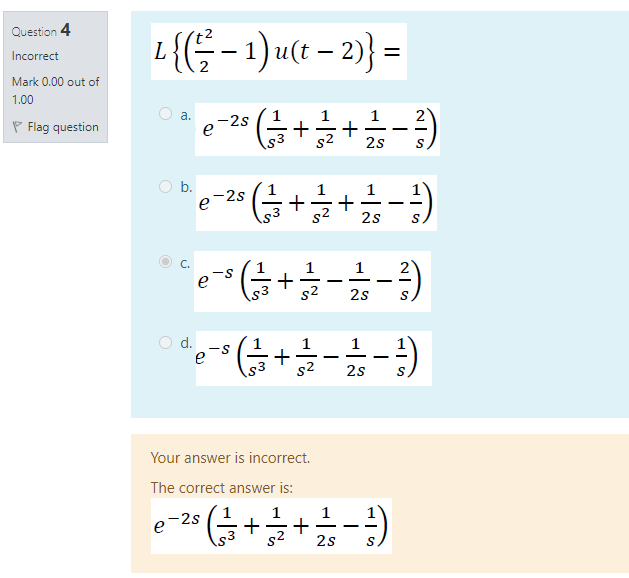 Question 4
Incorrect
Mark 0.00 out of
1.00
Flag question
L{(t²/2 − 1) u(t − 2)} =
a. e^−2s (1/s³ + 1/s² + 1/2s − 2/s)
b. e^−2s (1/s³ + 1/s² + 1/2s − 1/s)
c. e^−s (1/s³ + 1/s² − 1/2s − 2/s)
d. e^−s (1/s³ + 1/s² − 1/2s − 1/s)
Your answer is incorrect.
The correct answer is:
e^−2s (1/s³ + 1/s² + 1/2s − 1/s)